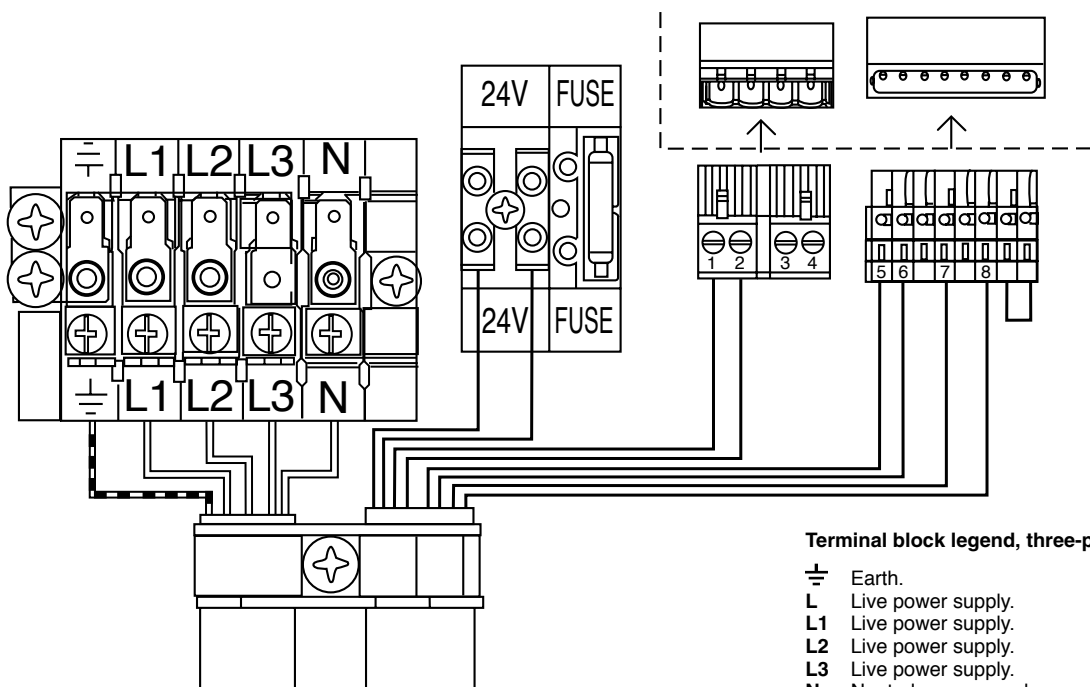 24V FUSE
L1 L2 L3 N
1 2 3 4
5 6 7 8
24V FUSE
L1 L2 L3 N
Terminal block legend, three-p
Earth.
L Live power supply.
L1 Live power supply.
L2 Live power supply.
L3 Live power supply.